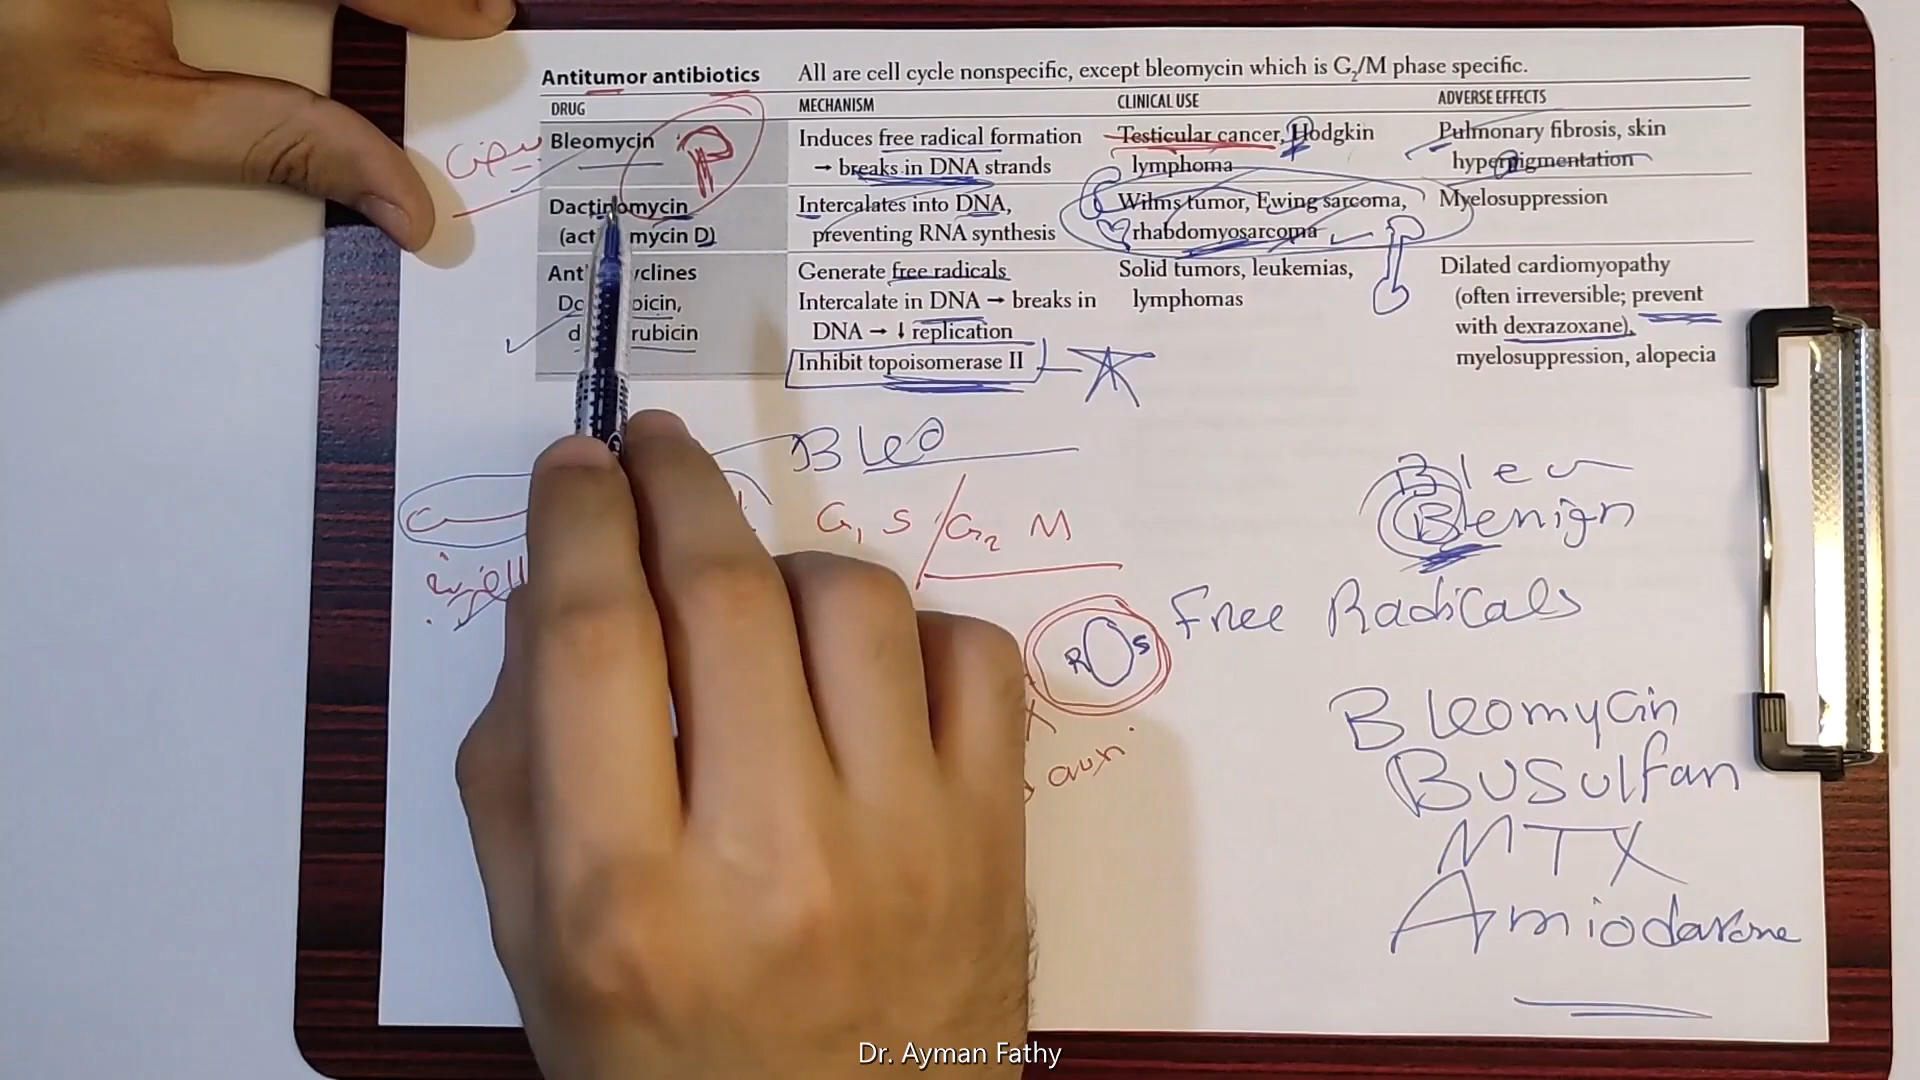 Antitumor antibiotics All are cell cycle nonspecific, except bleomycin which is G₂/M phase specific.
DRUG MECHANISM CLINICAL USE ADVERSE EFFECTS
Bleomycin Induces free radical formation Testicular cancer, Hodgkin Pulmonary fibrosis, skin
→ breaks in DNA strands lymphoma hyperpigmentation
Dactinomycin Intercalates into DNA, Wilms tumor, Ewing sarcoma, Myelosuppression
(act mycin D) preventing RNA synthesis rhabdomyosarcoma
Ant yclines Generate free radicals Solid tumors, leukemias, Dilated cardiomyopathy
Do bicin, Intercalate in DNA → breaks in lymphomas (often irreversible; prevent
d rubicin DNA → ↓ replication with dexrazoxane),
Inhibit topoisomerase II myelosuppression, alopecia
Bleo
G₁ S / G₂ M
Benign
R O S Free Radicals
Bleomycin
Busulfan
MTX
Amiodarone
Dr. Ayman Fathy